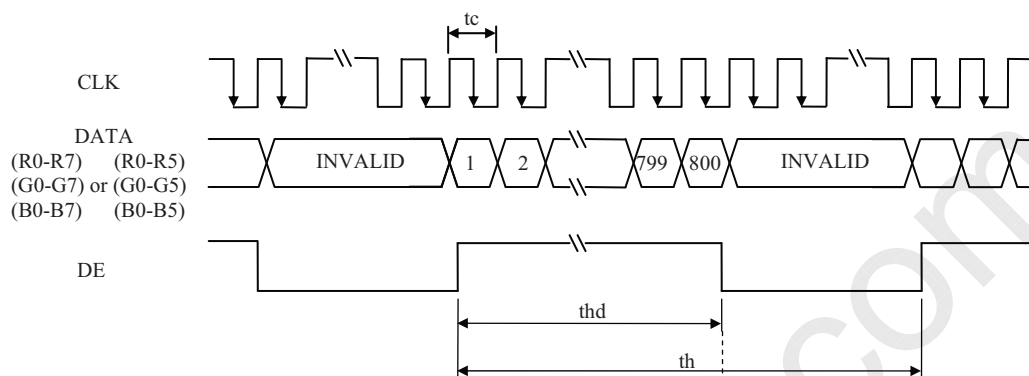 tc
CLK
DATA
(R0-R7) (R0-R5)
(G0-G7) or (G0-G5)
(B0-B7) (B0-B5)
INVALID 1 2 799 800 INVALID
DE
thd
th
com